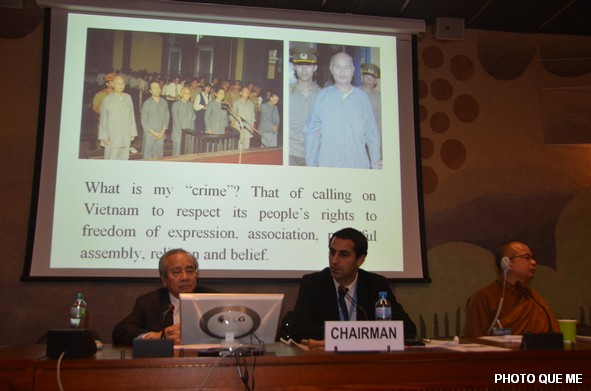 What is my “crime”? That of calling on
Vietnam to respect its people’s rights to
freedom of expression, association,
assembly, and belief.
CHAIRMAN
LG
PHOTO QUE ME